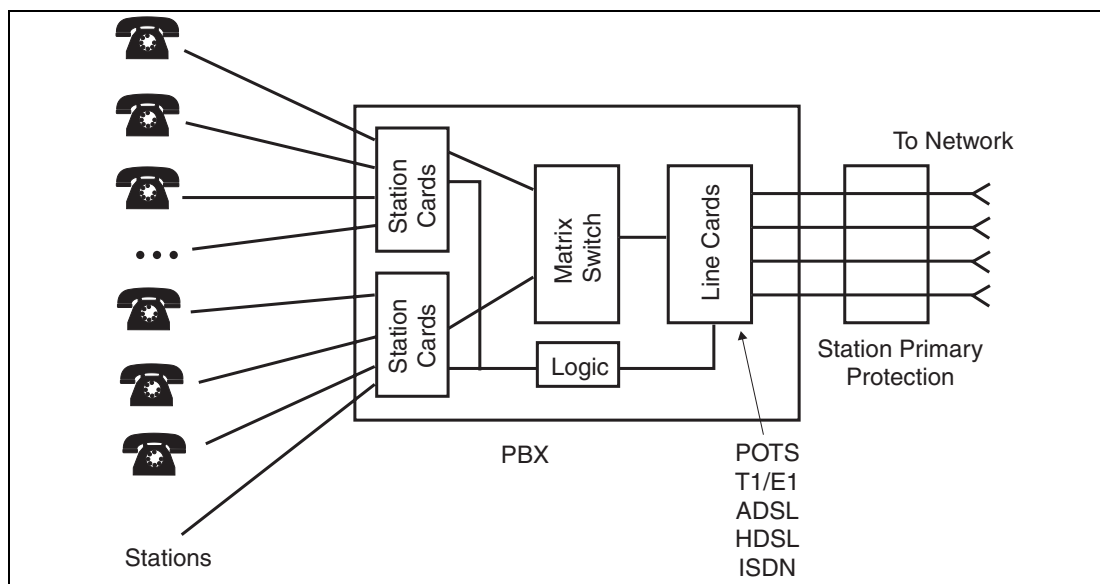 To Network
Station
Cards
Matrix
Switch
Line Cards
Station
Cards
Logic
Station Primary
Protection
PBX
POTS
T1/E1
ADSL
HDSL
ISDN
Stations